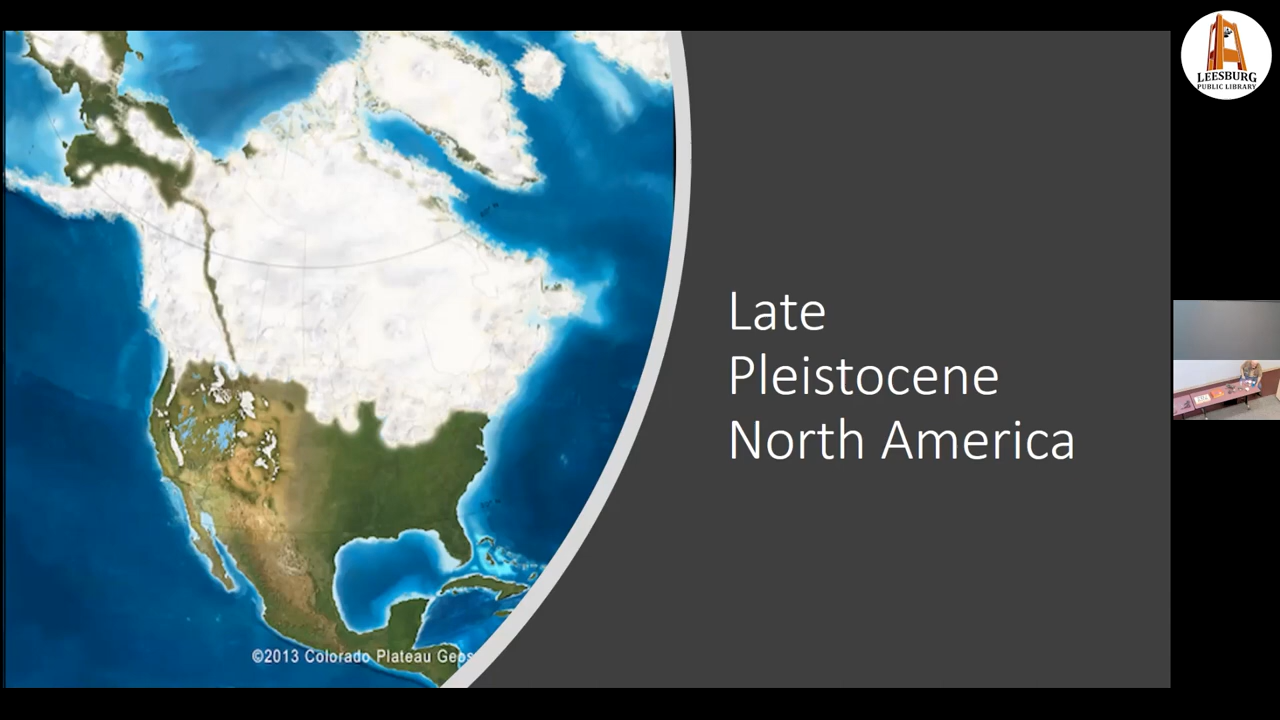 LEESBURG
PUBLIC LIBRARY
Late
Pleistocene
North America
©2013 Colorado Plateau Geos